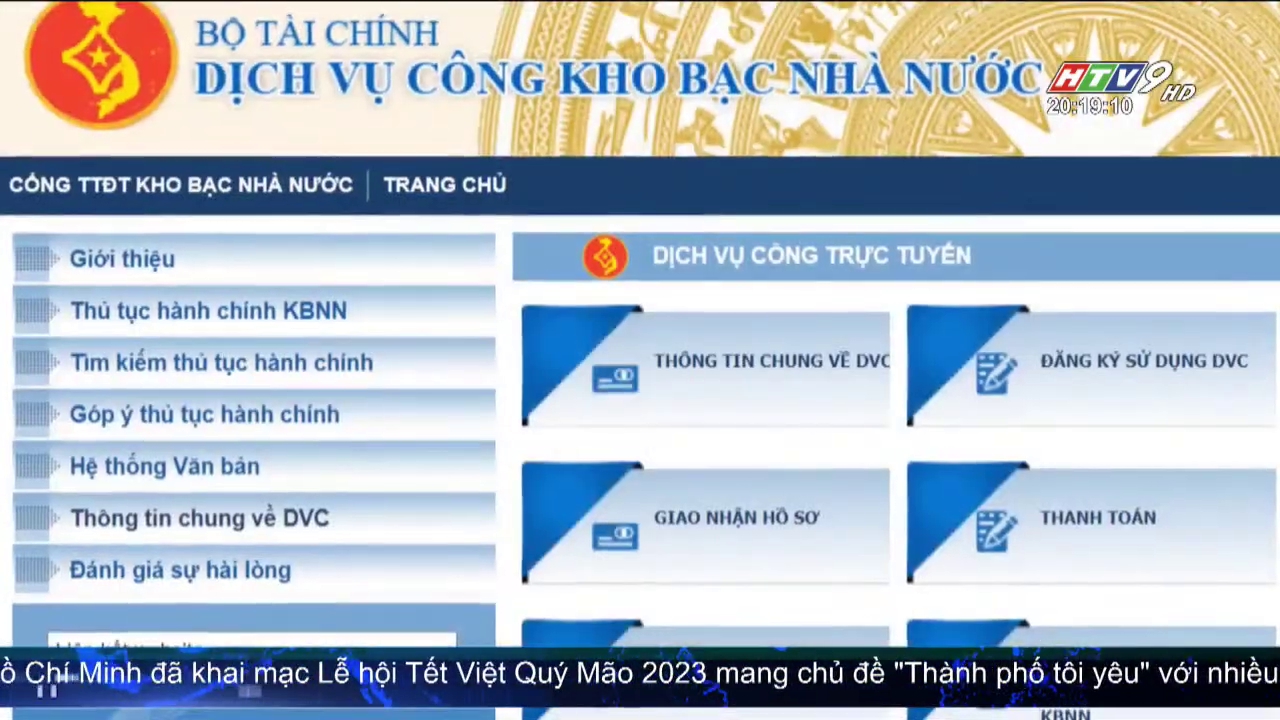 BỘ TÀI CHÍNH
DỊCH VỤ CÔNG KHO BẠC NHÀ NƯỚC
HTV9 HD
20:19:10
CỔNG TTĐT KHO BẠC NHÀ NƯỚC | TRANG CHỦ
Giới thiệu
Thủ tục hành chính KBNN
Tìm kiếm thủ tục hành chính
Góp ý thủ tục hành chính
Hệ thống Văn bản
Thông tin chung về DVC
Đánh giá sự hài lòng
DỊCH VỤ CÔNG TRỰC TUYẾN
THÔNG TIN CHUNG VỀ DVC
ĐĂNG KÝ SỬ DỤNG DVC
GIAO NHẬN HỒ SƠ
THANH TOÁN
ồ Chí Minh đã khai mạc Lễ hội Tết Việt Quý Mão 2023 mang chủ đề "Thành phố tôi yêu" với nhiều
KBNN